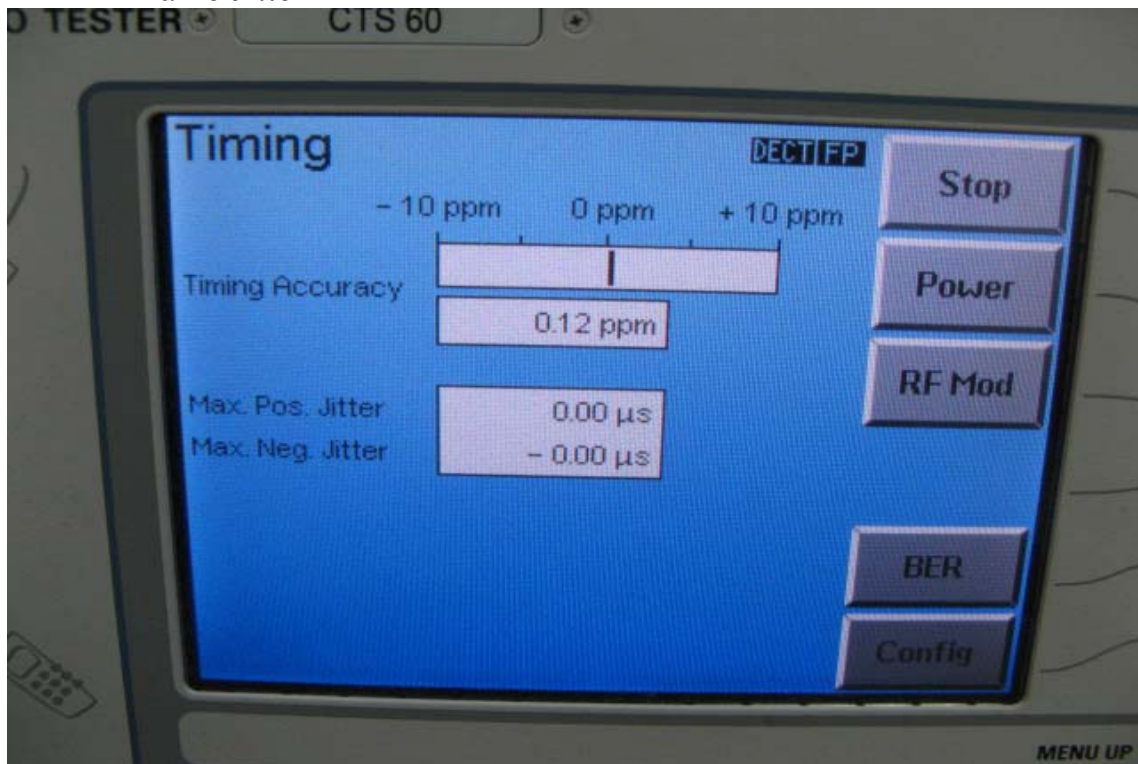 O TESTER
CTS 60
Timing
DECT FP
Stop
– 10 ppm 0 ppm + 10 ppm
Timing Accuracy
Power
0.12 ppm
RF Mod
Max. Pos. Jitter 0.00 µs
Max. Neg. Jitter – 0.00 µs
BER
Config
MENU UP